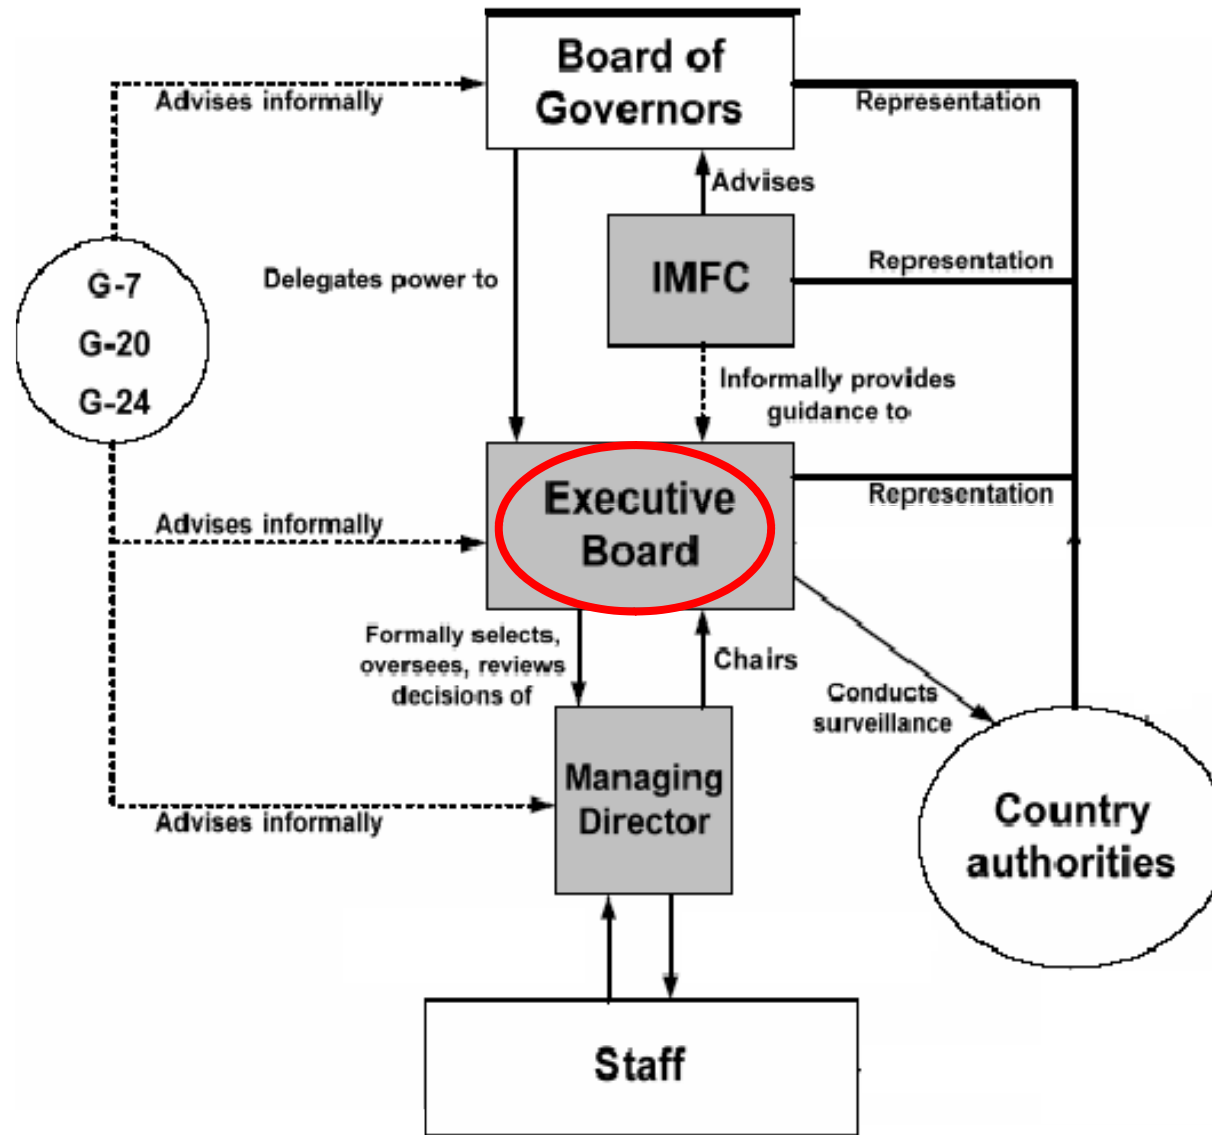 Board of
Governors
Advises informally
Representation
Advises
IMFC
Representation
Delegates power to
G-7
G-20
G-24
Informally provides
guidance to
Executive
Board
Representation
Advises informally
Formally selects,
oversees, reviews
decisions of
Chairs
Conducts
surveillance
Managing
Director
Advises informally
Country
authorities
Staff